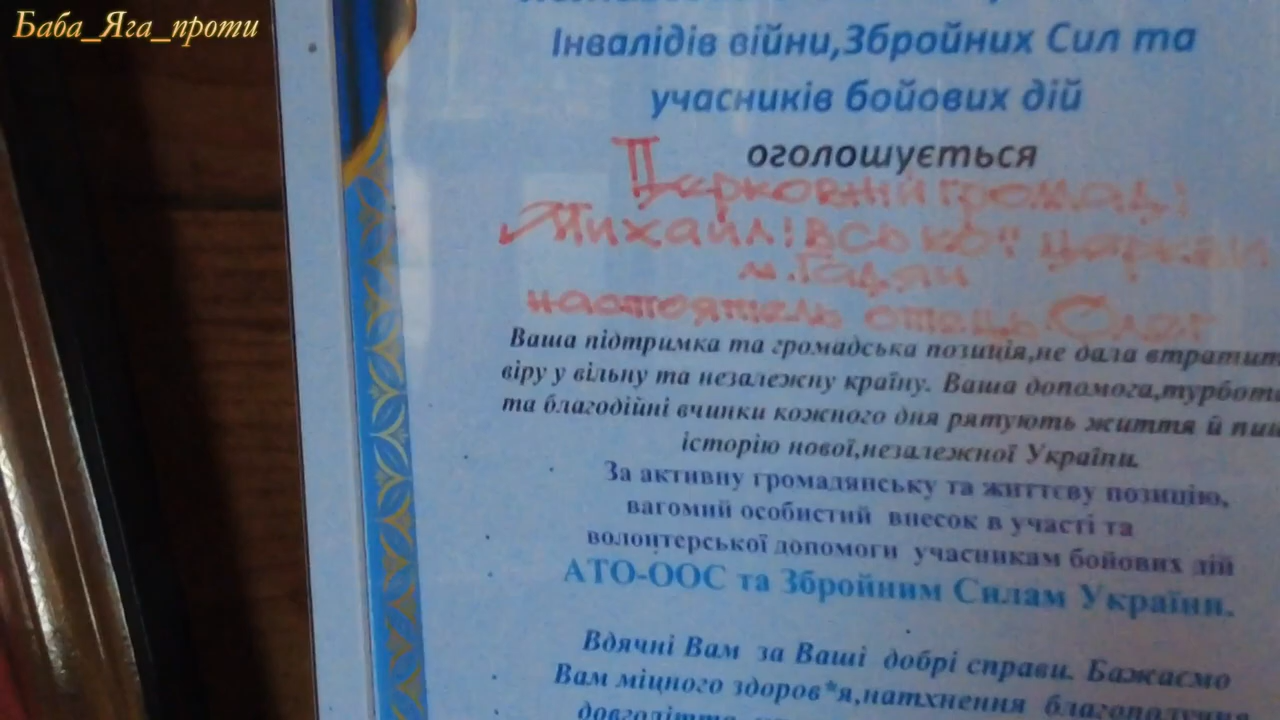 Баба_Яга_проти
Інвалідів війни,Збройних Сил та
учасників бойових дій
оголошується
Церковній громаді
Михайлівської церкви
м. Гадяч
настоятель отець Олег
Ваша підтримка та громадська позиція,не дала втратит
віру у вільну та незалежну країну. Ваша допомога,турбот
та благодійні вчинки кожного дня рятують життя й пиш
історію нової,незалежної України.
За активну громадянську та життєву позицію,
вагомий особистий внесок в участі та
волонтерської допомоги учасникам бойових дій
АТО-ООС та Збройним Силам України.
Вдячні Вам за Ваші добрі справи. Бажаємо
Вам міцного здоров*я,натхнення благополуччя
довголіття